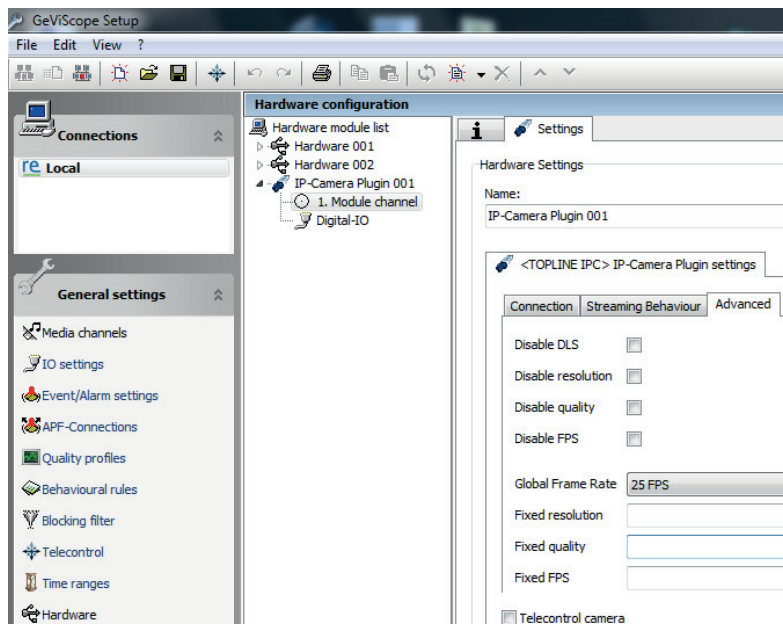 GeViScope Setup
File Edit View ?
Connections
re Local
General settings
Media channels
IO settings
Event/Alarm settings
APF-Connections
Quality profiles
Behavioural rules
Blocking filter
Telecontrol
Time ranges
Hardware
Hardware configuration
Hardware module list
Hardware 001
Hardware 002
IP-Camera Plugin 001
1. Module channel
Digital-IO
i Settings
Hardware Settings
Name:
IP-Camera Plugin 001
<TOPLINE IPC> IP-Camera Plugin settings
Connection Streaming Behaviour Advanced
Disable DLS
Disable resolution
Disable quality
Disable FPS
Global Frame Rate 25 FPS
Fixed resolution
Fixed quality
Fixed FPS
Telecontrol camera